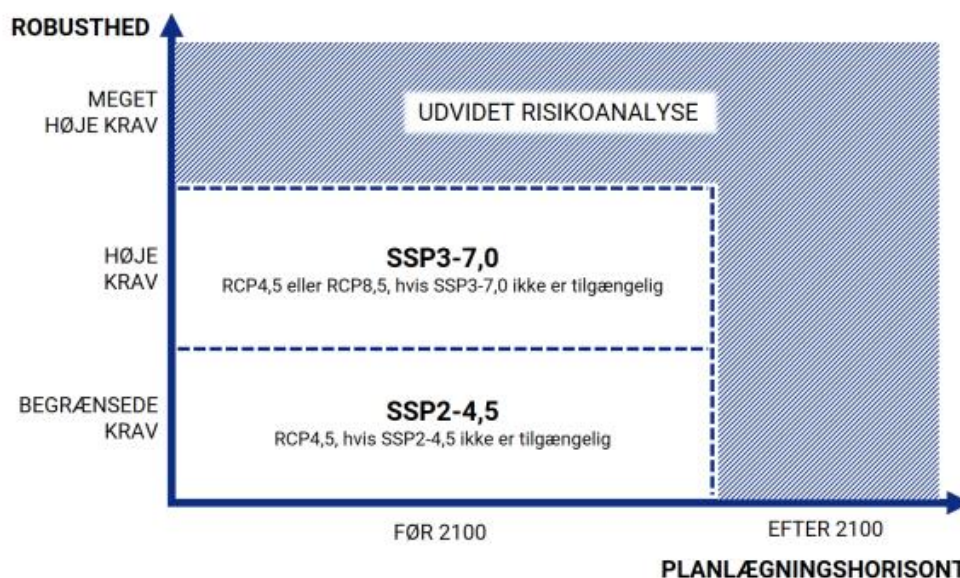 ROBUSTHED
MEGET
HØJE KRAV
UDVIDET RISIKOANALYSE
HØJE
KRAV
SSP3-7,0
RCP4,5 eller RCP8,5, hvis SSP3-7,0 ikke er tilgængelig
BEGRÆNSEDE
KRAV
SSP2-4,5
RCP4,5, hvis SSP2-4,5 ikke er tilgængelig
FØR 2100
EFTER 2100
PLANLÆGNINGSHORISONT